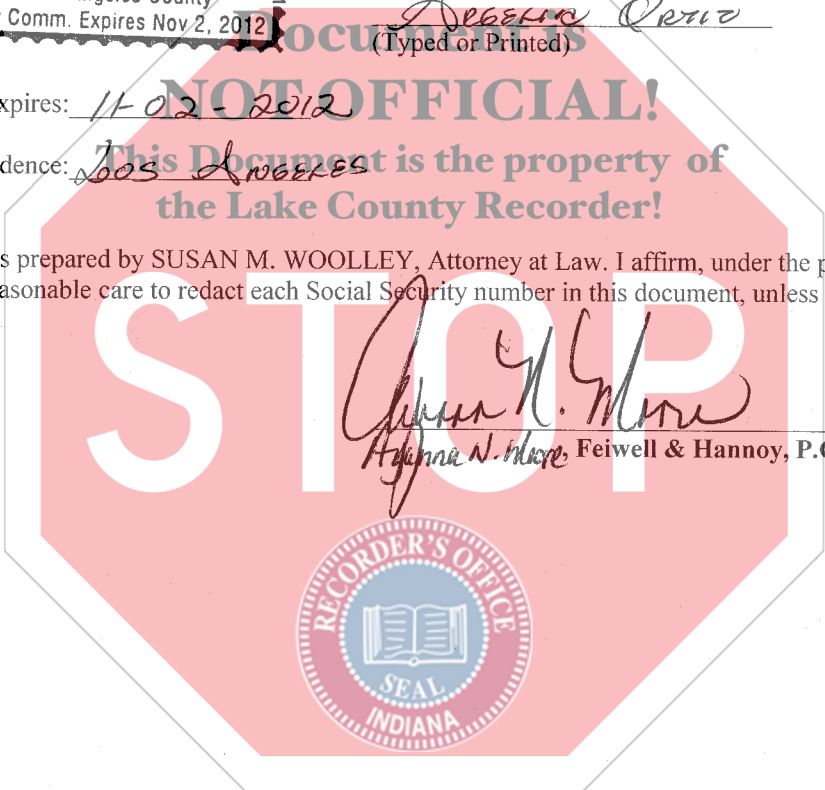 Comm. Expires Nov 2, 2012
Ortiz
(Typed or Printed)
Document is
NOT OFFICIAL!
xpires: 11-02-2012
This Document is the property of
dence: Los Angeles
the Lake County Recorder!
s prepared by SUSAN M. WOOLLEY, Attorney at Law. I affirm, under the p
asonable care to redact each Social Security number in this document, unless
STOP
N. Moore
N. Moore, Feiwell & Hannoy, P.C
RECORDER'S OFFICE
SEAL
INDIANA